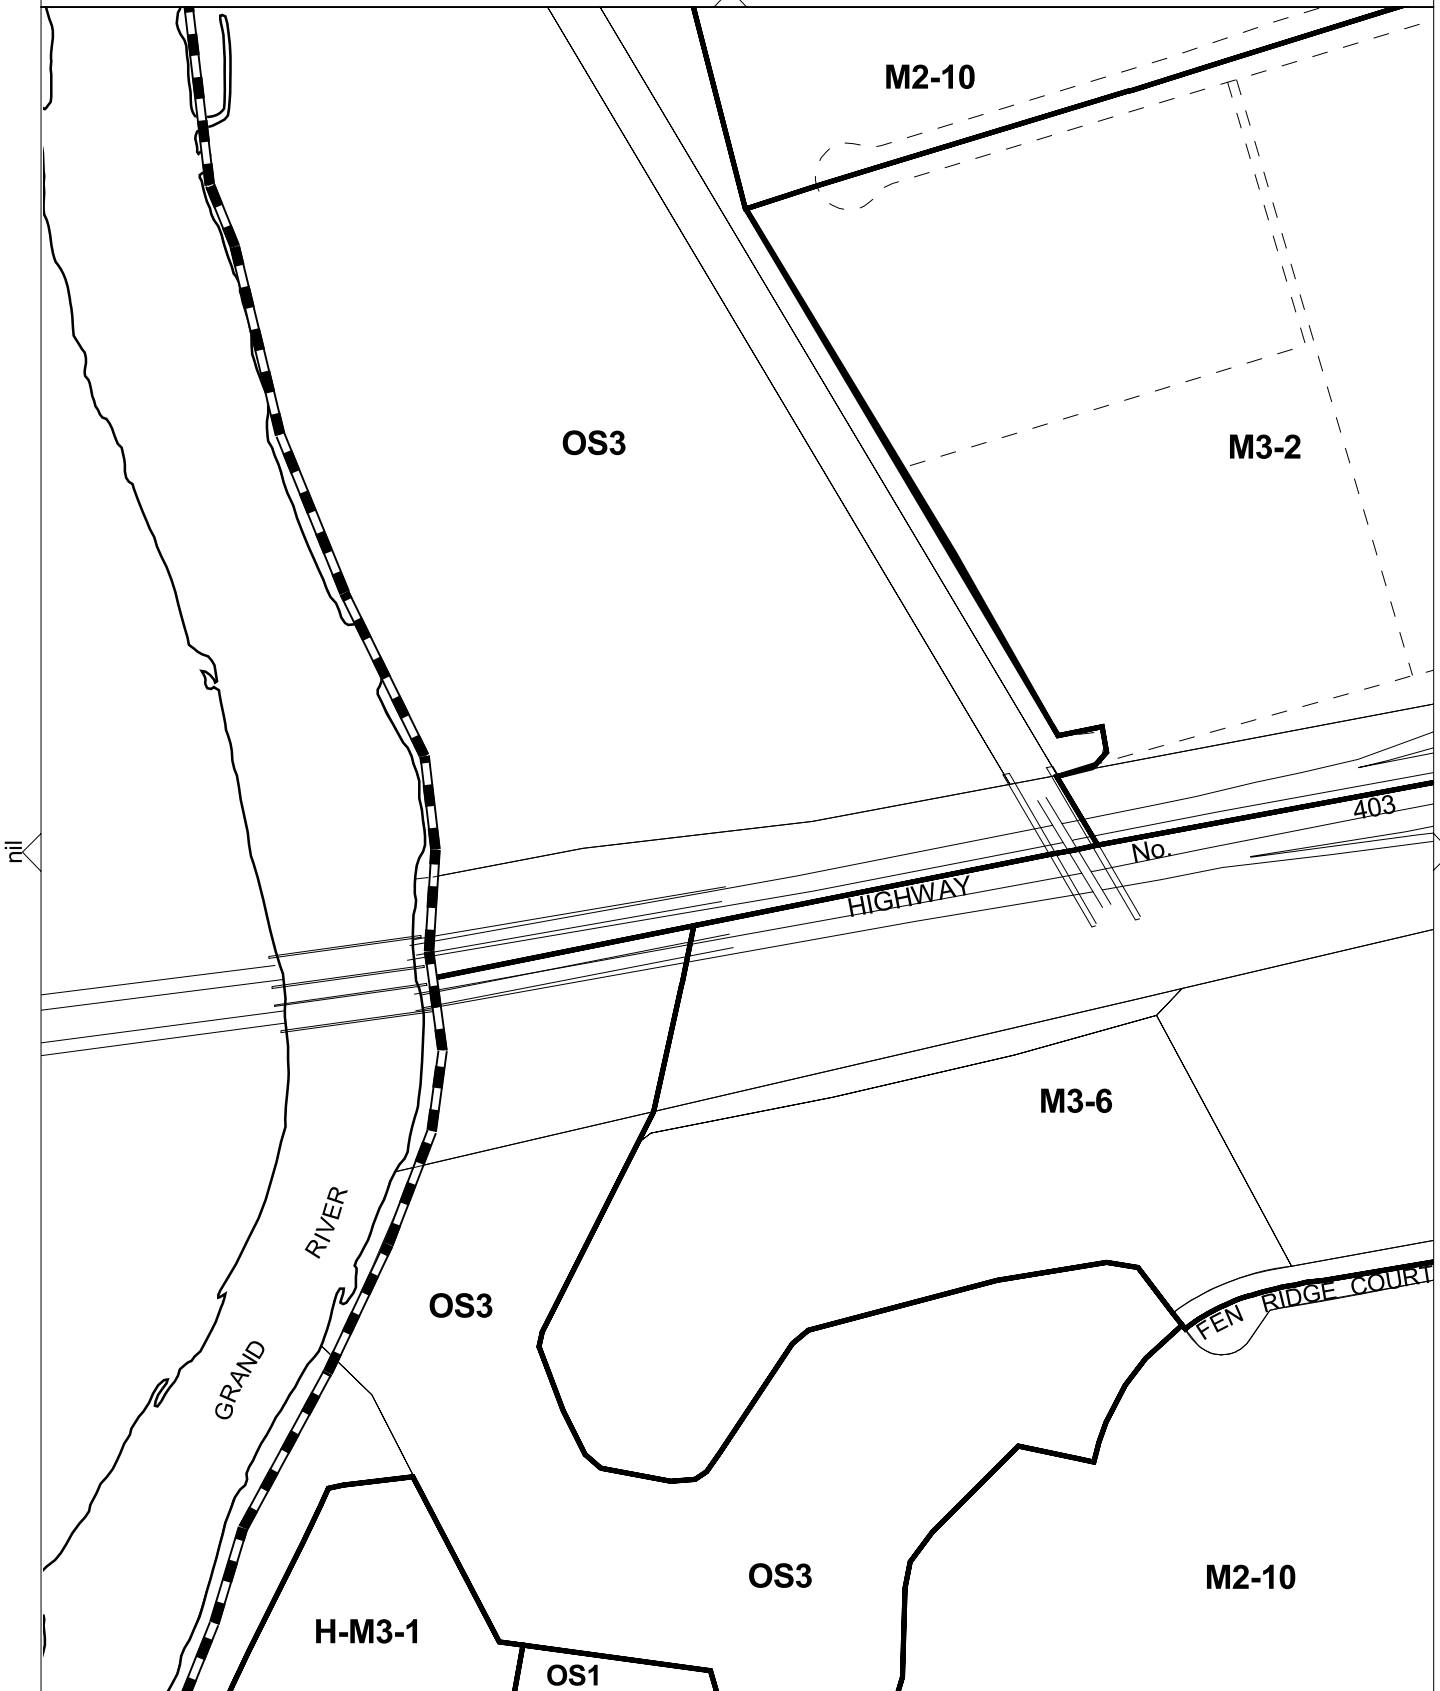 M2-10
OS3
M3-2
403
No.
nil
HIGHWAY
M3-6
RIVER
OS3
FEN RIDGE COURT
GRAND
OS3
M2-10
H-M3-1
OS1